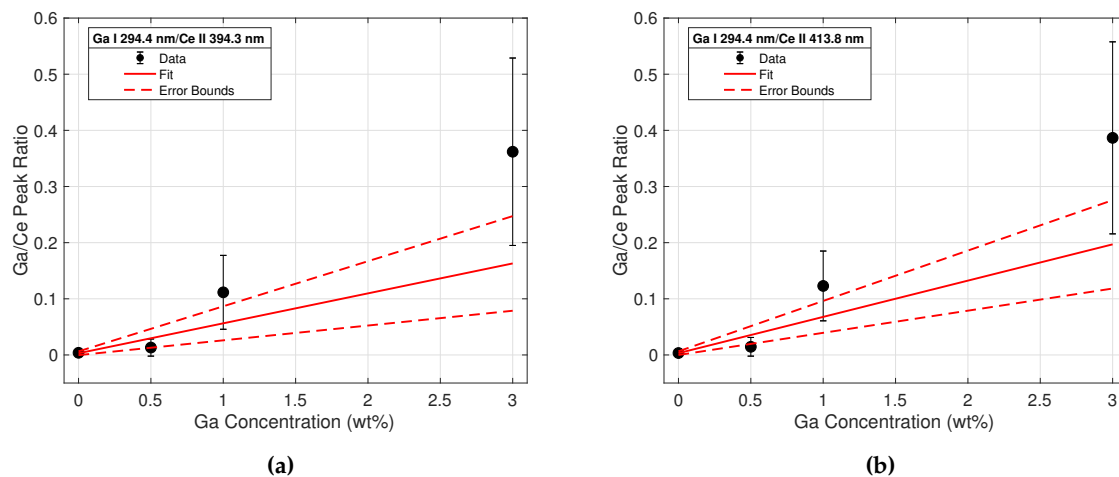 Ga I 294.4 nm/Ce II 394.3 nm
Data
Fit
Error Bounds
0.6
0.5
0.4
0.3
0.2
0.1
0
Ga/Ce Peak Ratio
0 0.5 1 1.5 2 2.5 3
Ga Concentration (wt%)
(a)
Ga I 294.4 nm/Ce II 413.8 nm
Data
Fit
Error Bounds
0.6
0.5
0.4
0.3
0.2
0.1
0
Ga/Ce Peak Ratio
0 0.5 1 1.5 2 2.5 3
Ga Concentration (wt%)
(b)